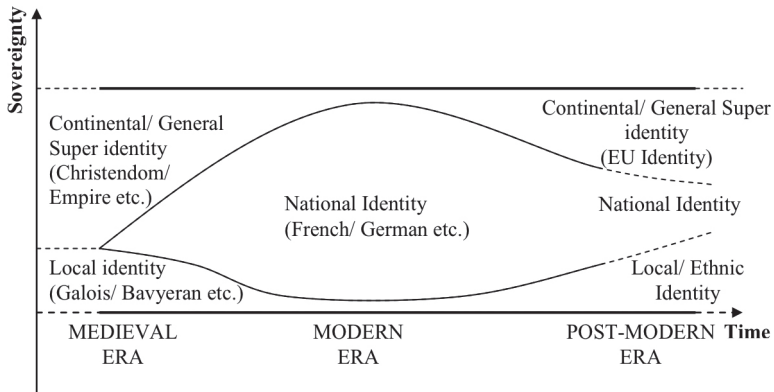 Sovereignty
Continental/ General
Super identity
(Christendom/
Empire etc.)
Local identity
(Galois/ Bavyeran etc.)
National Identity
(French/ German etc.)
Continental/ General Super
identity
(EU Identity)
National Identity
Local/ Ethnic
Identity
MEDIEVAL
ERA
MODERN
ERA
POST-MODERN
ERA
Time